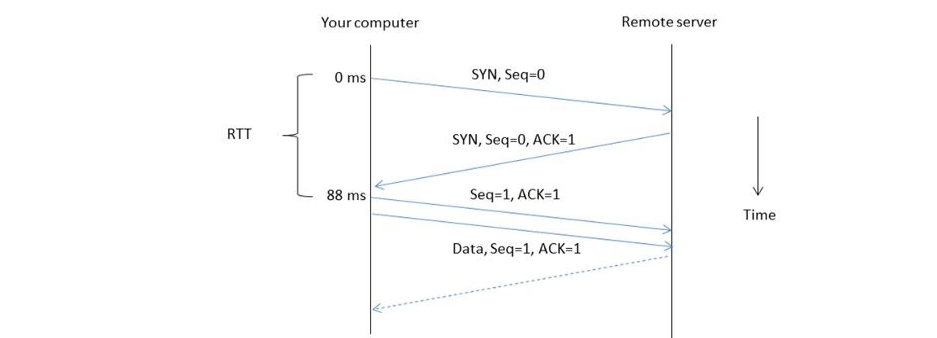 Your computer
Remote server
0 ms
SYN, Seq=0
RTT
SYN, Seq=0, ACK=1
88 ms
Seq=1, ACK=1
Time
Data, Seq=1, ACK=1